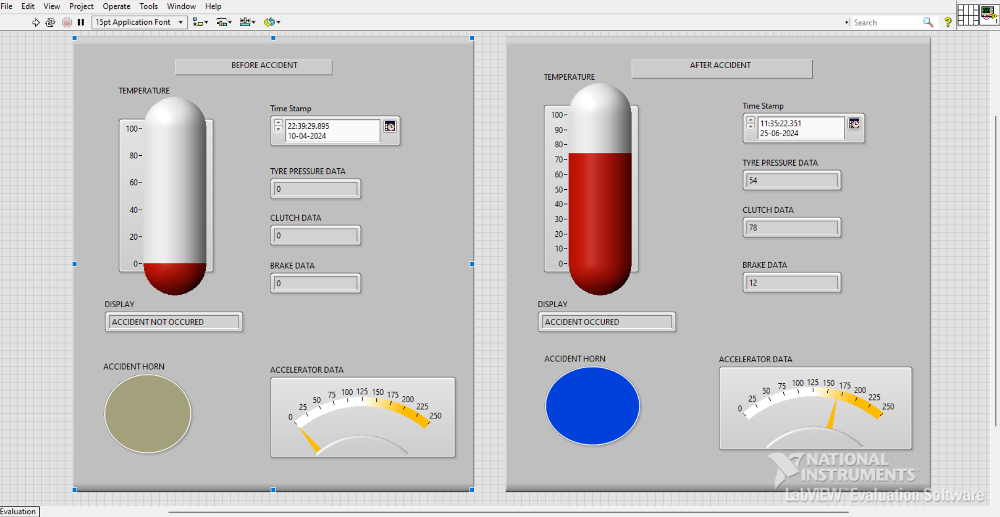 File Edit View Project Operate Tools Window Help
15pt Application Font
Search
1
BEFORE ACCIDENT
TEMPERATURE
100
80
60
40
20
0
Time Stamp
22:39:29.895
10-04-2024
TYRE PRESSURE DATA
0
CLUTCH DATA
0
BRAKE DATA
0
DISPLAY
ACCIDENT NOT OCCURED
ACCIDENT HORN
ACCELERATOR DATA
0 25 50 75 100 125 150 175 200 225 250
AFTER ACCIDENT
TEMPERATURE
100
90
80
70
60
50
40
30
20
10
0
Time Stamp
11:35:22.351
25-06-2024
TYRE PRESSURE DATA
54
CLUTCH DATA
78
BRAKE DATA
12
DISPLAY
ACCIDENT OCCURED
ACCIDENT HORN
ACCELERATOR DATA
0 25 50 75 100 125 150 175 200 225 250
NATIONAL
INSTRUMENTS™
LabVIEW™ Evaluation Software
Evaluation